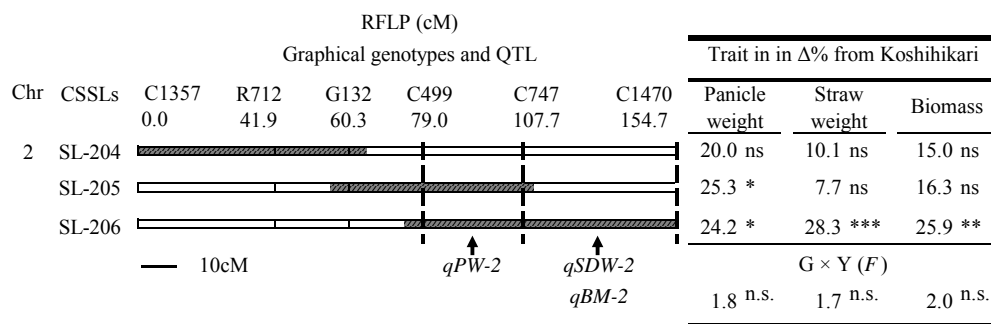 RFLP (cM)
Graphical genotypes and QTL
Trait in in Δ% from Koshihikari
Chr CSSLs C1357 R712 G132 C499 C747 C1470
0.0 41.9 60.3 79.0 107.7 154.7
Panicle weight Straw weight Biomass
2 SL-204 20.0 ns 10.1 ns 15.0 ns
SL-205 25.3 * 7.7 ns 16.3 ns
SL-206 24.2 * 28.3 *** 25.9 **
10cM qPW-2 qSDW-2
qBM-2
G × Y (F)
1.8 n.s. 1.7 n.s. 2.0 n.s.